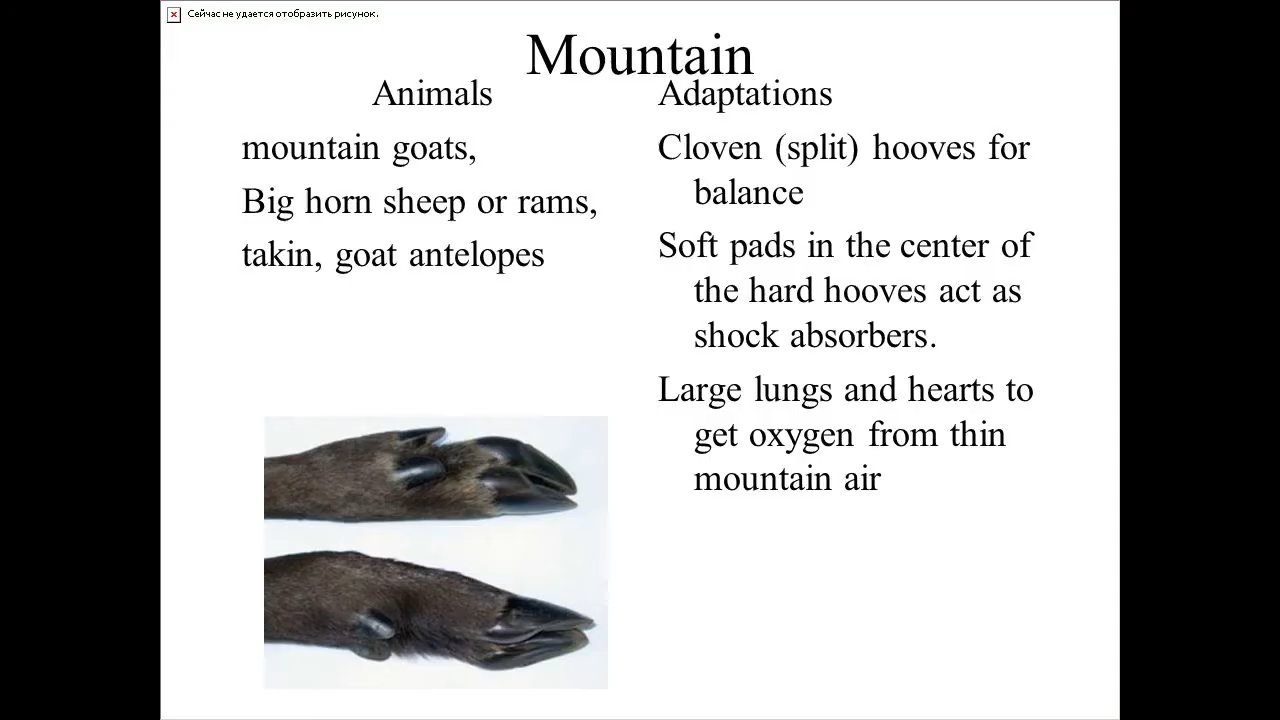 Сейчас не удается отобразить рисунок.
Mountain
Animals
mountain goats,
Big horn sheep or rams,
takin, goat antelopes
Adaptations
Cloven (split) hooves for
balance
Soft pads in the center of
the hard hooves act as
shock absorbers.
Large lungs and hearts to
get oxygen from thin
mountain air